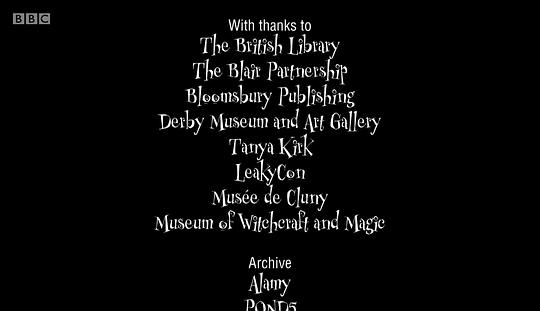 BBC
With thanks to
The British Library
The Blair Partnership
Bloomsbury Publishing
Derby Museum and Art Gallery
Tanya Kirk
LeakyCon
Musée de Cluny
Museum of Witchcraft and Magic
Archive
Alamy
POND5